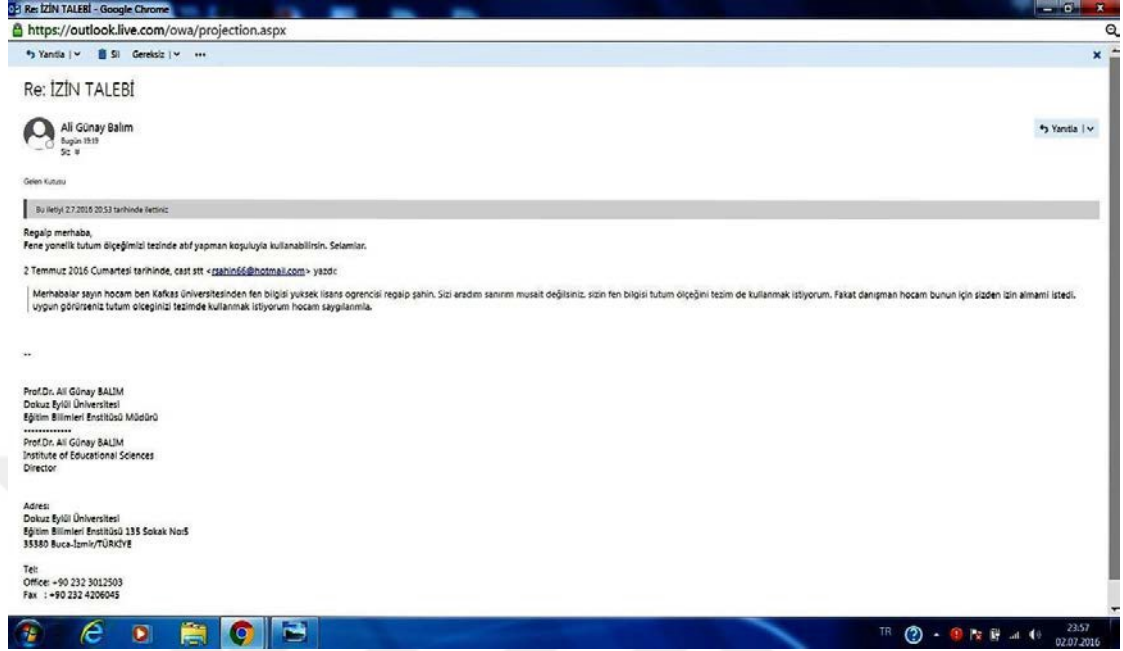 Re: İZİN TALEBİ - Google Chrome
https://outlook.live.com/owa/projection.aspx
Yanıtla | Sil Gereksiz | ...
Re: İZİN TALEBİ
Ali Günay Balım
Bugün 19:19
Siz
Yanıtla |
Gelen Kutusu
Bu iletiyi 2.7.2016 20:53 tarihinde ilettiniz
Regaip merhaba,
Fene yonelik tutum ölçeğimizi tezinde atıf yapman koşuluyla kullanabilirsin. Selamlar.
2 Temmuz 2016 Cumartesi tarihinde, cast stt <rsahin66@hotmail.com> yazdı:
Merhabalar sayın hocam ben Kafkas üniversitesinden fen bilgisi yuksek lisans ogrencisi regaip şahin. Sizi aradım sanırım musait değilsiniz, sizin fen bilgisi tutum ölçeğini tezim de kullanmak istiyorum. Fakat danışman hocam bunun için sizden izin almami istedi.
uygun görürseniz tutum olceginizi tezimde kullanmak istiyorum hocam saygılarımla.
--
Prof.Dr. Ali Günay BALIM
Dokuz Eylül Üniversitesi
Eğitim Bilimleri Enstitüsü Müdürü
-------------
Prof.Dr. Ali Günay BALIM
Institute of Educational Sciences
Director
Adres:
Dokuz Eylül Üniversitesi
Eğitim Bilimleri Enstitüsü 135 Sokak No:5
35380 Buca-İzmir/TÜRKİYE
Tel:
Office: +90 232 3012503
Fax : +90 232 4206045
TR
23:57
02.07.2016